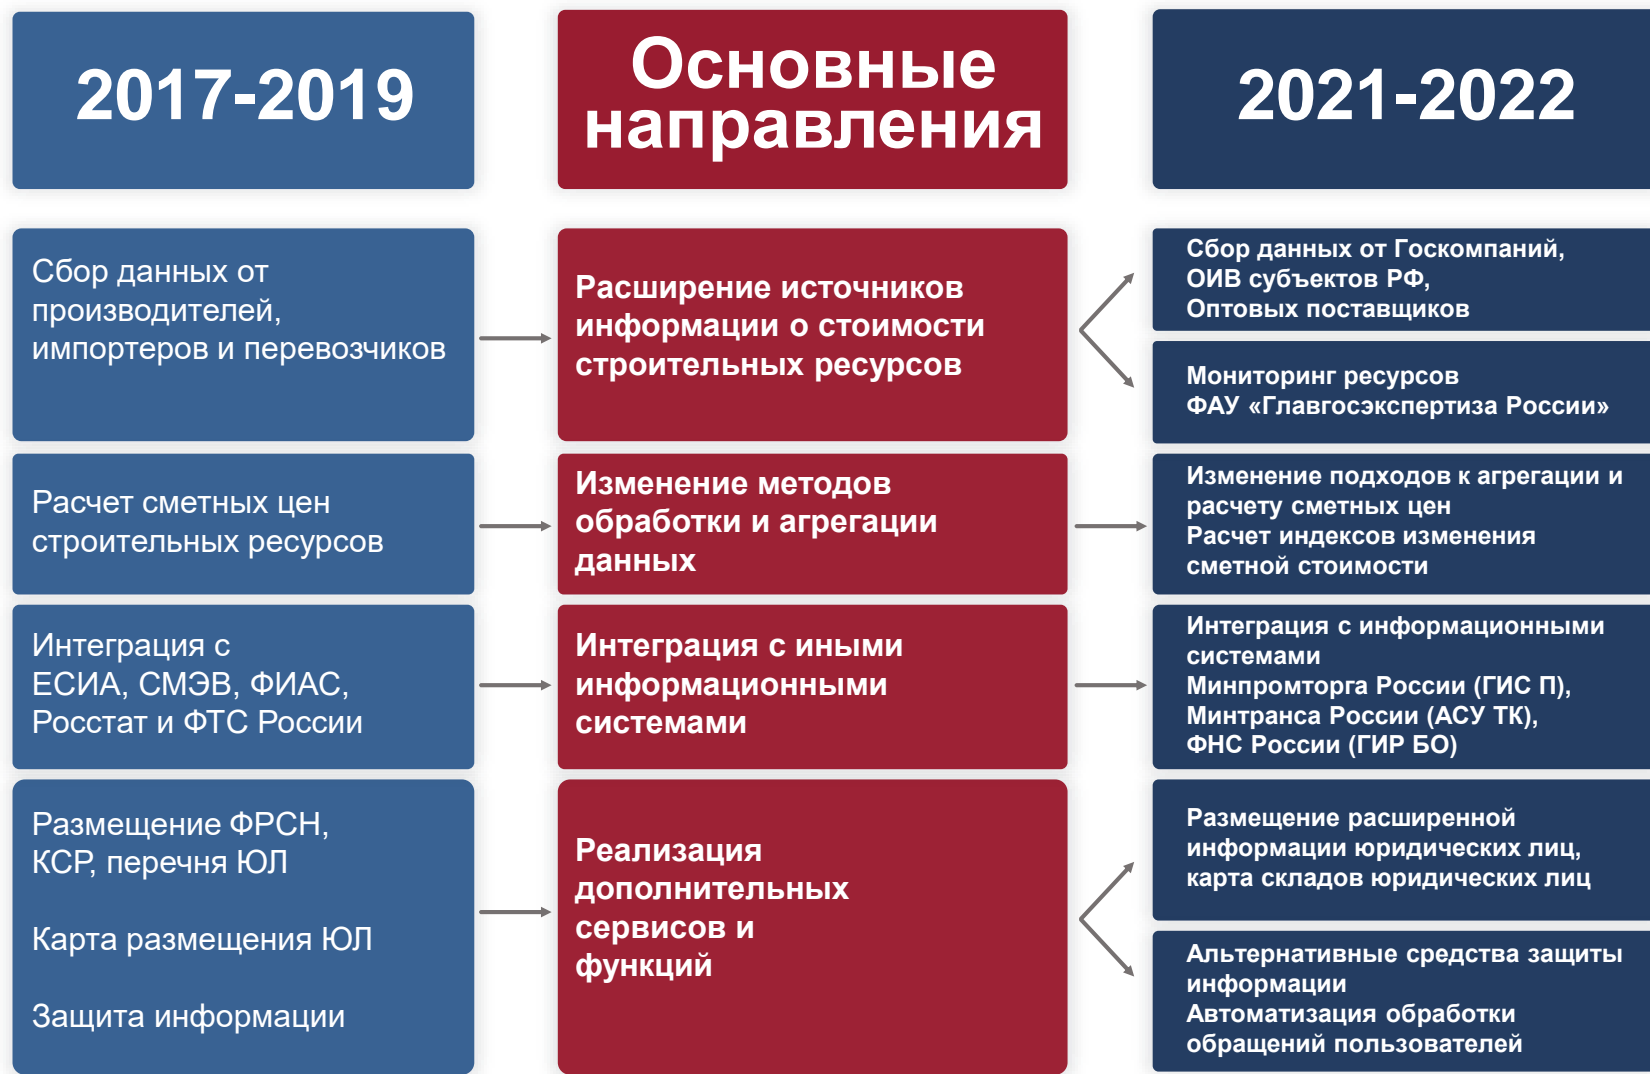 2017-2019
Основные
направления
2021-2022
Сбор данных от
производителей,
импортеров и перевозчиков
Расширение источников
информации о стоимости
строительных ресурсов
Сбор данных от Госкомпаний,
ОИВ субъектов РФ,
Оптовых поставщиков
Мониторинг ресурсов
ФАУ «Главгосэкспертиза России»
Расчет сметных цен
строительных ресурсов
Изменение методов
обработки и агрегации
данных
Изменение подходов к агрегации и
расчету сметных цен
Расчет индексов изменения
сметной стоимости
Интеграция с
ЕСИА, СМЭВ, ФИАС,
Росстат и ФТС России
Интеграция с иными
информационными
системами
Интеграция с информационными
системами
Минпромторга России (ГИС П),
Минтранса России (АСУ ТК),
ФНС России (ГИР БО)
Размещение ФРСН,
КСР, перечня ЮЛ
Карта размещения ЮЛ
Защита информации
Реализация
дополнительных
сервисов и
функций
Размещение расширенной
информации юридических лиц,
карта складов юридических лиц
Альтернативные средства защиты
информации
Автоматизация обработки
обращений пользователей